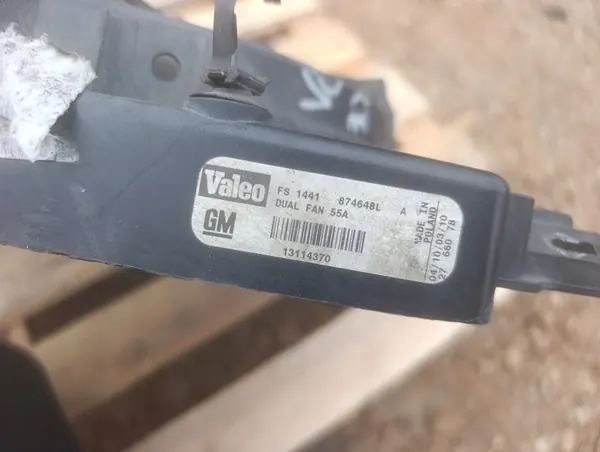 Valeo
FS 1441 874648L A
DUAL FAN 55A
GM
13114370
MADE IN
POLAND
04/10/03/10
27 660 78